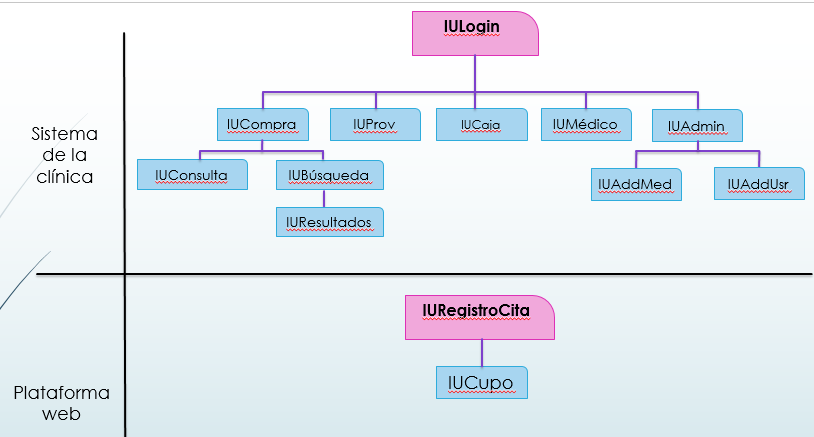 IULogin
IUCompra
IUProv
IUCaja
IUMédico
IUAdmin
Sistema
de la
clínica
IUConsulta
IUBúsqueda
IUAddMed
IUAddUsr
IUResultados
IURegistroCita
IUCupo
Plataforma
web